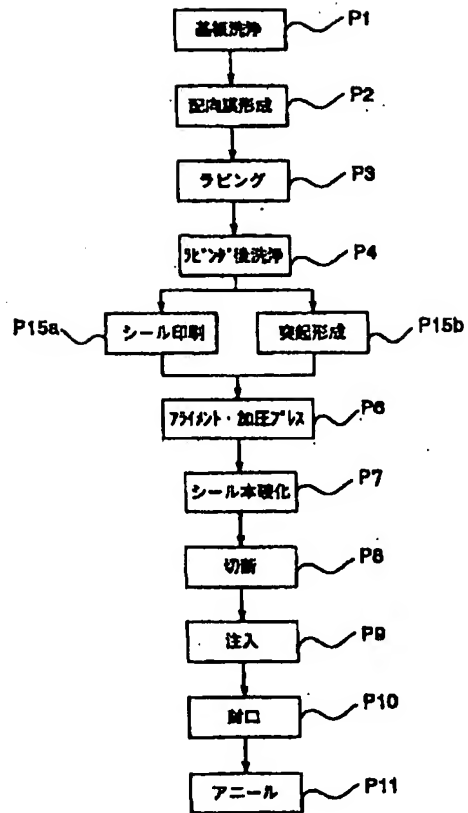 基板洗浄 P1
配向膜形成 P2
ラビング P3
ﾗﾋﾞﾝｸﾞ後洗浄 P4
P15a シール印刷 突起形成 P15b
ｱﾗｲﾒﾝﾄ・加圧ﾌﾟﾚｽ P6
シール本硬化 P7
切断 P8
注入 P9
封口 P10
アニール P11